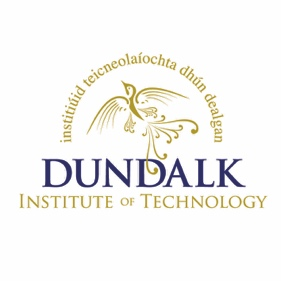 institiúid teicneolaíochta dhún dealgan
DUNDALK
INSTITUTE OF TECHNOLOGY